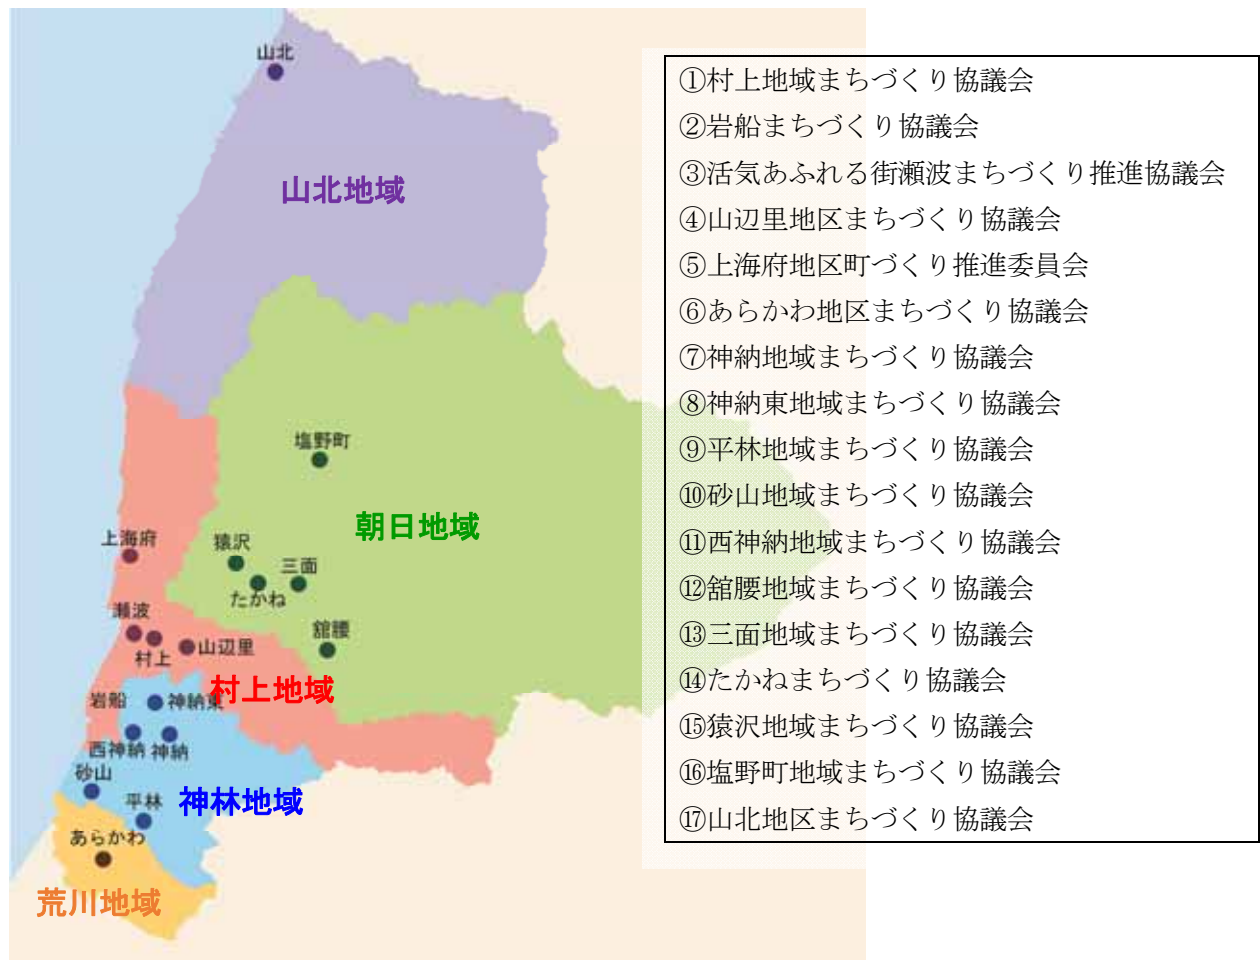 山北
山北地域
塩野町
朝日地域
上海府
猿沢
三面
たかね
瀬波
舘腰
村上
山辺里
村上地域
岩船
神納東
西神納
神納
砂山
平林
神林地域
あらかわ
荒川地域
①村上地域まちづくり協議会
②岩船まちづくり協議会
③活気あふれる街瀬波まちづくり推進協議会
④山辺里地区まちづくり協議会
⑤上海府地区町づくり推進委員会
⑥あらかわ地区まちづくり協議会
⑦神納地域まちづくり協議会
⑧神納東地域まちづくり協議会
⑨平林地域まちづくり協議会
⑩砂山地域まちづくり協議会
⑪西神納地域まちづくり協議会
⑫舘腰地域まちづくり協議会
⑬三面地域まちづくり協議会
⑭たかねまちづくり協議会
⑮猿沢地域まちづくり協議会
⑯塩野町地域まちづくり協議会
⑰山北地区まちづくり協議会